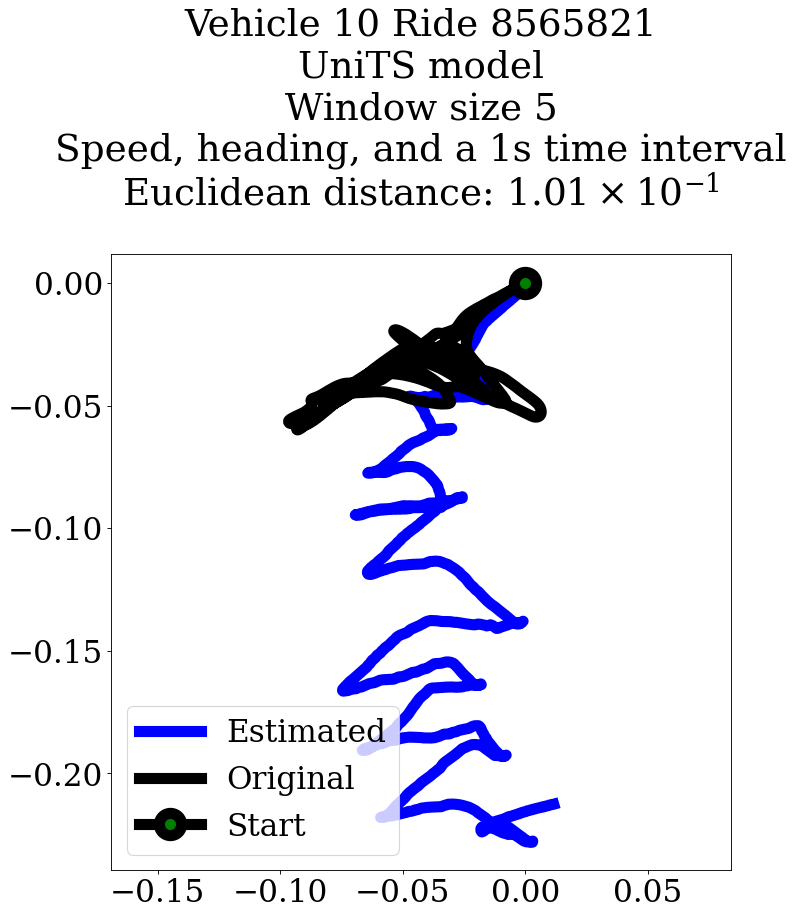 Vehicle 10 Ride 8565821
UniTS model
Window size 5
Speed, heading, and a 1s time interval
Euclidean distance: 1.01 × 10⁻¹
0.00
−0.05
−0.10
−0.15
−0.20
Estimated
Original
Start
−0.15 −0.10 −0.05 0.00 0.05